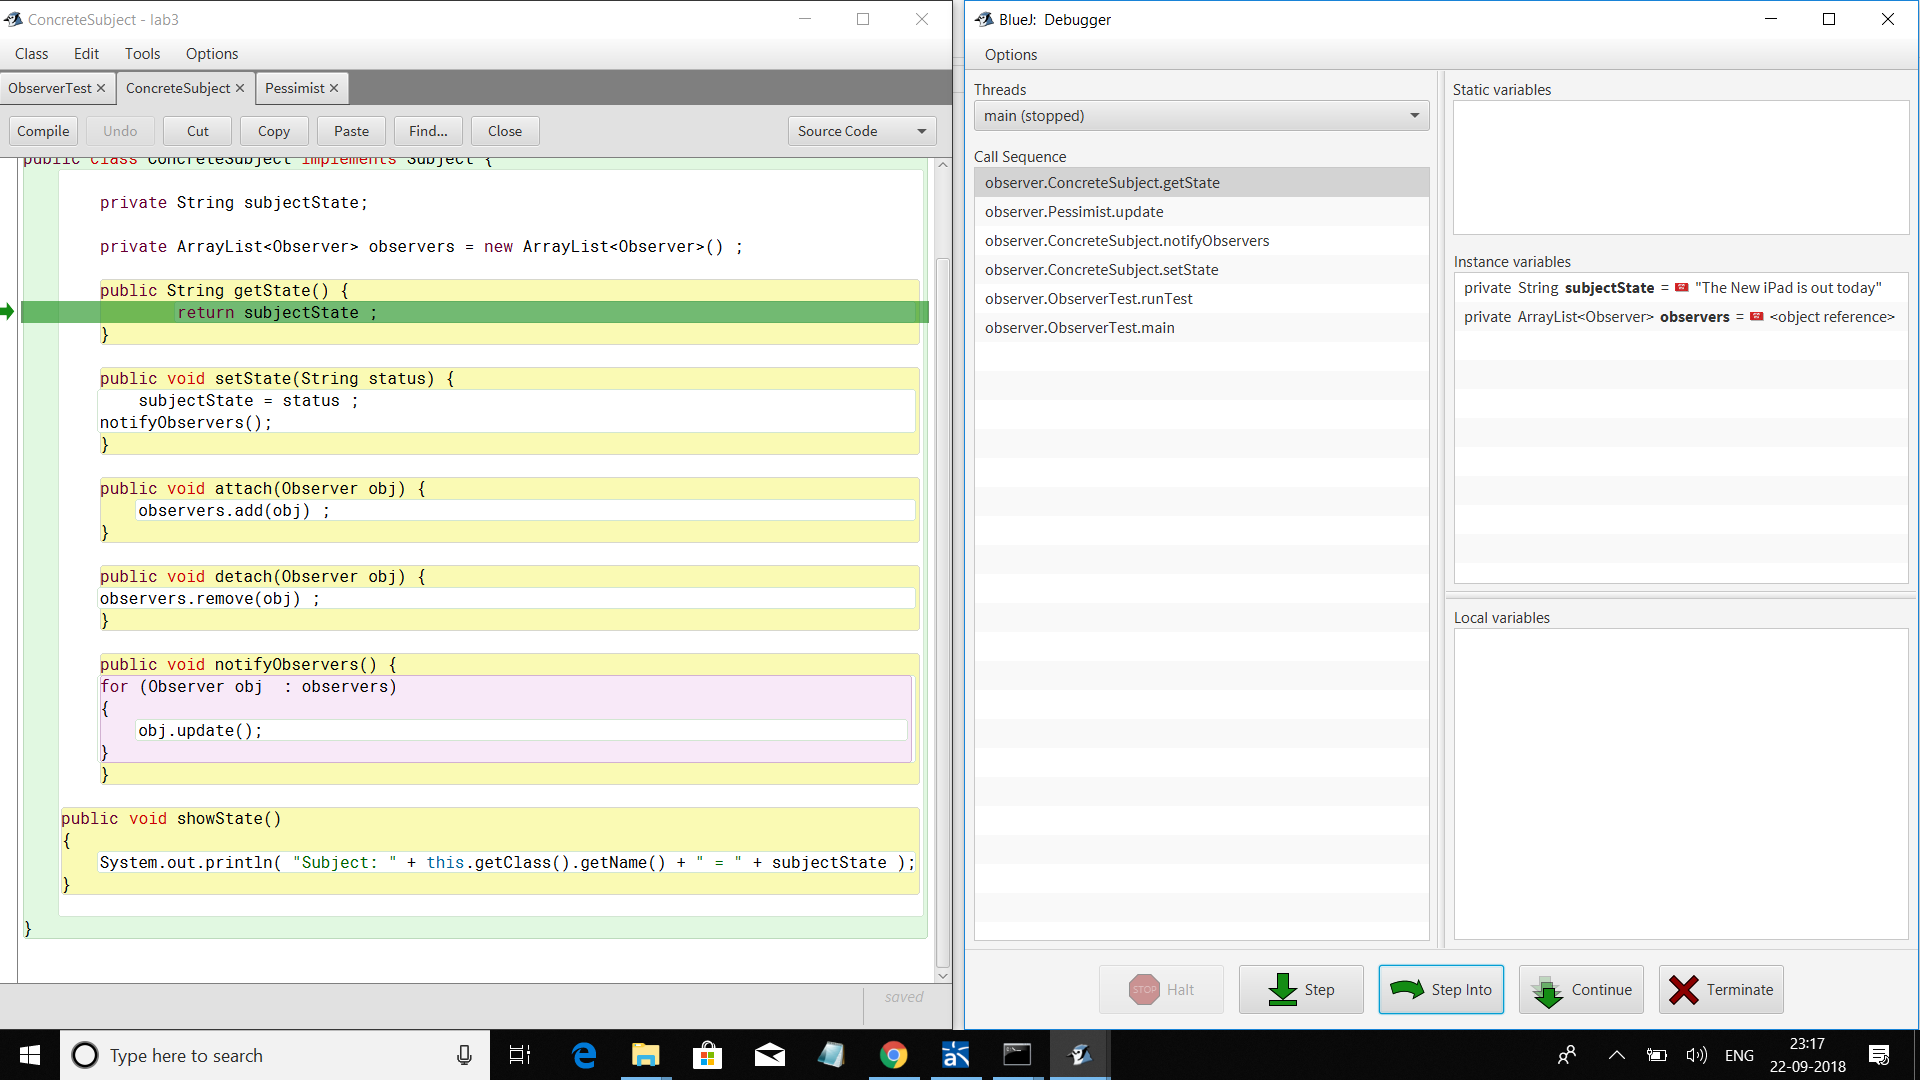 ConcreteSubject - lab3
Class Edit Tools Options
ObserverTest ConcreteSubject Pessimist
Compile Undo Cut Copy Paste Find... Close Source Code
public class ConcreteSubject implements Subject {
private String subjectState;
private ArrayList<Observer> observers = new ArrayList<Observer>() ;
public String getState() {
return subjectState ;
}
public void setState(String status) {
subjectState = status ;
notifyObservers();
}
public void attach(Observer obj) {
observers.add(obj) ;
}
public void detach(Observer obj) {
observers.remove(obj) ;
}
public void notifyObservers() {
for (Observer obj  : observers)
{
obj.update();
}
}
public void showState()
{
System.out.println( "Subject: " + this.getClass().getName() + " = " + subjectState );
}
}
saved
BlueJ: Debugger
Options
Threads
main (stopped)
Call Sequence
observer.ConcreteSubject.getState
observer.Pessimist.update
observer.ConcreteSubject.notifyObservers
observer.ConcreteSubject.setState
observer.ObserverTest.runTest
observer.ObserverTest.main
Static variables
Instance variables
private String subjectState = "The New iPad is out today"
private ArrayList<Observer> observers = <object reference>
Local variables
STOP Halt Step Step Into Continue Terminate
Type here to search
ENG
23:17
22-09-2018